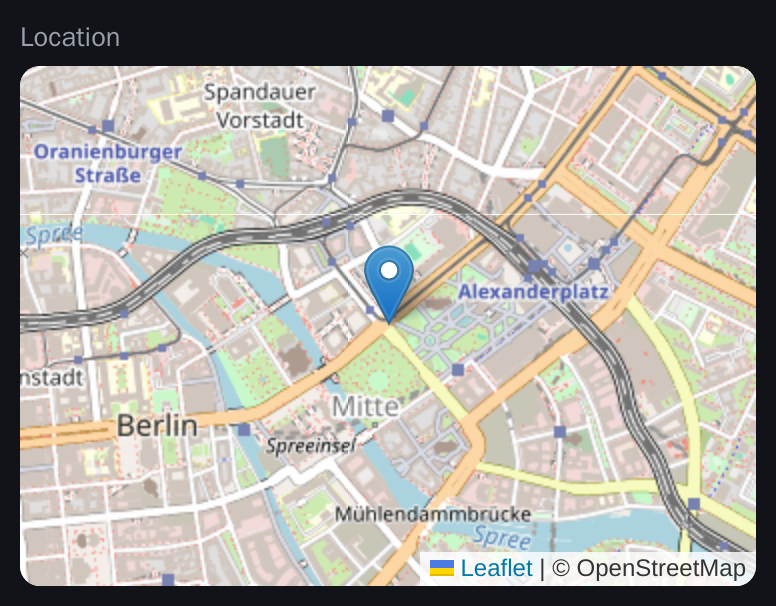 Location
Spandauer
Vorstadt
Oranienburger
Straße
Spree
Alexanderplatz
nstadt
Mitte
Berlin
Spreeinsel
Mühlendammbrücke
Spree
Leaflet | © OpenStreetMap